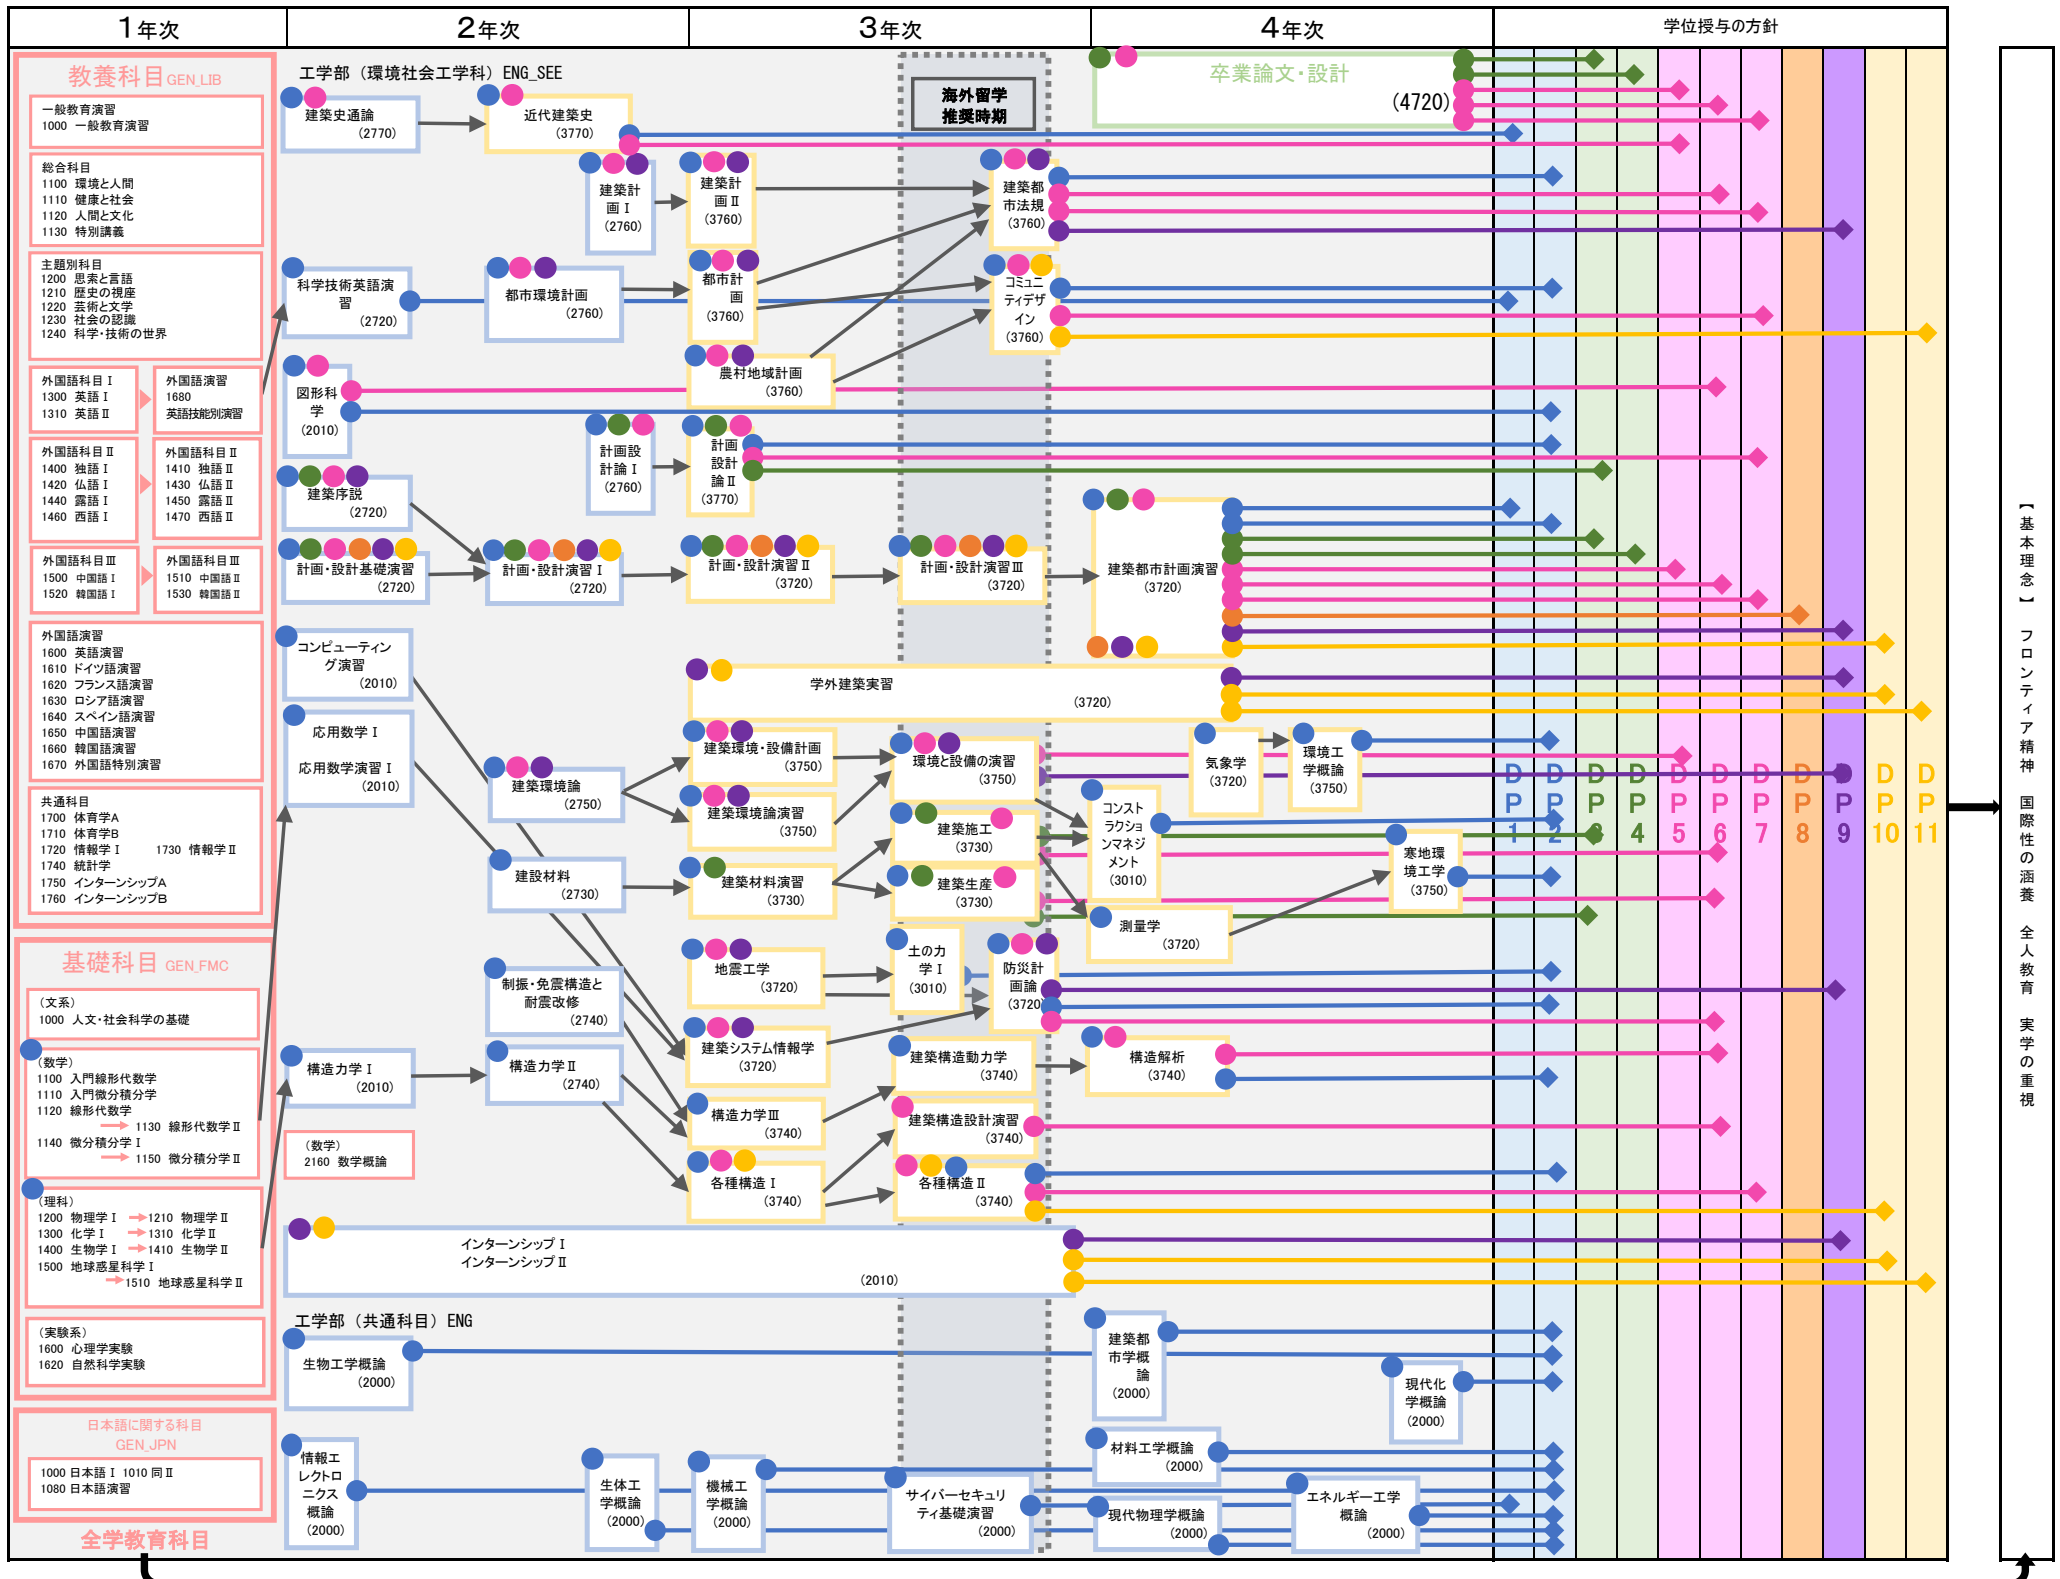 1年次
2年次
3年次
4年次
学位授与の方針
教養科目 GEN_LIB
一般教育演習
1000 一般教育演習
総合科目
1100 環境と人間
1110 健康と社会
1120 人間と文化
1130 特別講義
主題別科目
1200 思索と言語
1210 歴史の視座
1220 芸術と文学
1230 社会の認識
1240 科学・技術の世界
外国語科目Ⅰ
1300 英語Ⅰ
1310 英語Ⅱ
外国語演習
1680
英語技能別演習
外国語科目Ⅱ
1400 独語Ⅰ
1420 仏語Ⅰ
1440 露語Ⅰ
1460 西語Ⅰ
外国語科目Ⅱ
1410 独語Ⅱ
1430 仏語Ⅱ
1450 露語Ⅱ
1470 西語Ⅱ
外国語科目Ⅲ
1500 中国語Ⅰ
1520 韓国語Ⅰ
外国語科目Ⅲ
1510 中国語Ⅱ
1530 韓国語Ⅱ
外国語演習
1600 英語演習
1610 ドイツ語演習
1620 フランス語演習
1630 ロシア語演習
1640 スペイン語演習
1650 中国語演習
1660 韓国語演習
1670 外国語特別演習
共通科目
1700 体育学A
1710 体育学B
1720 情報学Ⅰ 1730 情報学Ⅱ
1740 統計学
1750 インターンシップA
1760 インターンシップB
基礎科目 GEN_FMC
(文系)
1000 人文・社会科学の基礎
(数学)
1100 入門線形代数学
1110 入門微分積分学
1120 線形代数学
1130 線形代数学Ⅱ
1140 微分積分学Ⅰ
1150 微分積分学Ⅱ
(理科)
1200 物理学Ⅰ 1210 物理学Ⅱ
1300 化学Ⅰ 1310 化学Ⅱ
1400 生物学Ⅰ 1410 生物学Ⅱ
1500 地球惑星科学Ⅰ
1510 地球惑星科学Ⅱ
(実験系)
1600 心理学実験
1620 自然科学実験
日本語に関する科目
GEN_JPN
1000 日本語Ⅰ 1010 同Ⅱ
1080 日本語演習
全学教育科目
工学部(環境社会工学科)ENG_SEE
海外留学
推奨時期
卒業論文・設計
(4720)
建築史通論
(2770)
近代建築史
(3770)
建築計
画Ⅰ
(2760)
建築計
画Ⅱ
(3760)
建築都
市法規
(3760)
科学技術英語演
習
(2720)
都市環境計画
(2760)
都市計
画
(3760)
コミュニ
ティデザ
イン
(3760)
農村地域計画
(3760)
図形科
学
(2010)
計画設
計論Ⅰ
(2760)
計画
設計
論Ⅱ
(3770)
建築序説
(2720)
計画・設計基礎演習
(2720)
計画・設計演習Ⅰ
(2720)
計画・設計演習Ⅱ
(3720)
計画・設計演習Ⅲ
(3720)
建築都市計画演習
(3720)
コンピューティン
グ演習
(2010)
学外建築実習
(3720)
応用数学Ⅰ
応用数学演習Ⅰ
(2010)
建築環境論
(2750)
建築環境・設備計画
(3750)
環境と設備の演習
(3750)
気象学
(3720)
環境工
学概論
(3750)
建築環境論演習
(3750)
建築施工
(3730)
コンスト
ラクショ
ンマネジ
メント
(3010)
寒地環
境工学
(3750)
建設材料
(2730)
建築材料演習
(3730)
建築生産
(3730)
測量学
(3720)
地震工学
(3720)
土の力
学Ⅰ
(3010)
防災計
画論
(3720)
制振・免震構造と
耐震改修
(2740)
建築システム情報学
(3720)
構造力学Ⅰ
(2010)
構造力学Ⅱ
(2740)
建築構造動力学
(3740)
構造解析
(3740)
構造力学Ⅲ
(3740)
建築構造設計演習
(3740)
(数学)
2160 数学概論
各種構造Ⅰ
(3740)
各種構造Ⅱ
(3740)
インターンシップⅠ
インターンシップⅡ
(2010)
工学部(共通科目)ENG
生物工学概論
(2000)
建築都
市学概
論
(2000)
現代化
学概論
(2000)
情報エ
レクトロ
ニクス
概論
(2000)
生体工
学概論
(2000)
機械工
学概論
(2000)
サイバーセキュリ
ティ基礎演習
(2000)
材料工学概論
(2000)
現代物理学概論
(2000)
エネルギー工学
概論
(2000)
DP1
DP2
DP3
DP4
DP5
DP6
DP7
DP8
DP9
DP10
DP11
【基本理念】 フロンティア精神 国際性の涵養 全人教育 実学の重視